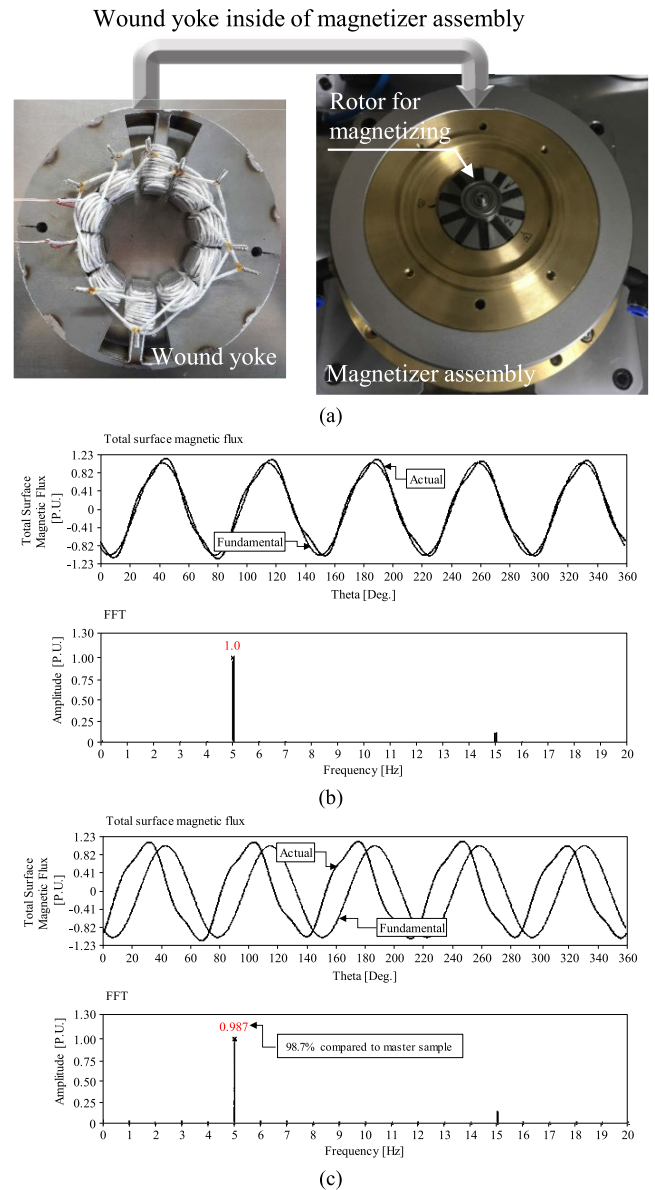 Wound yoke inside of magnetizer assembly
Rotor for
magnetizing
Wound yoke
Magnetizer assembly
(a)
Total surface magnetic flux
Total Surface
Magnetic Flux
[P.U.]
1.23
0.82
0.41
0
-0.41
-0.82
-1.23
Actual
Fundamental
0 20 40 60 80 100 120 140 160 180 200 220 240 260 280 300 320 340 360
Theta [Deg.]
FFT
Amplitude [P.U.]
1.30
1.00
0.75
0.50
0.25
0
1.0
0 1 2 3 4 5 6 7 8 9 10 11 12 13 14 15 16 17 18 19 20
Frequency [Hz]
(b)
Total surface magnetic flux
Total Surface
Magnetic Flux
[P.U.]
1.23
0.82
0.41
0
-0.41
-0.82
-1.23
Actual
Fundamental
0 20 40 60 80 100 120 140 160 180 200 220 240 260 280 300 320 340 360
Theta [Deg.]
FFT
Amplitude [P.U.]
1.30
1.00
0.75
0.50
0.25
0
0.987
98.7% compared to master sample
0 1 2 3 4 5 6 7 8 9 10 11 12 13 14 15 16 17 18 19 20
Frequency [Hz]
(c)